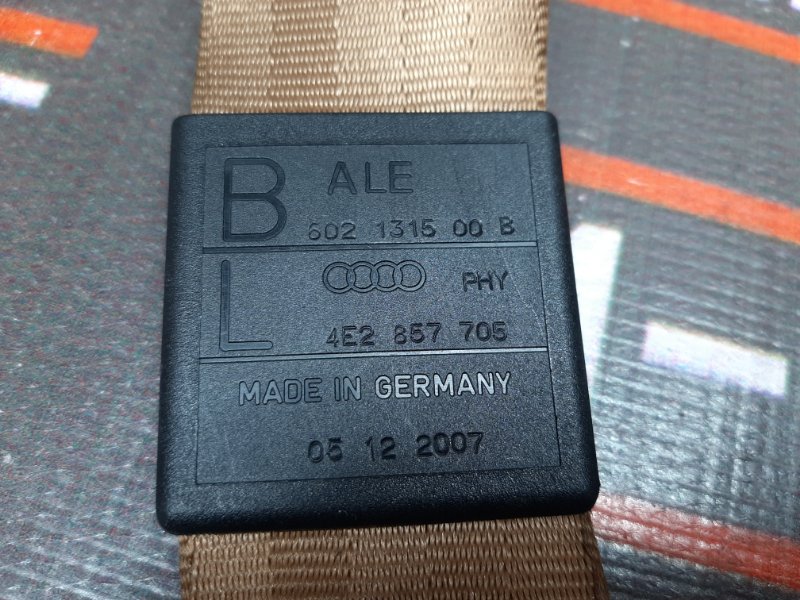 B ALE
602 1315 00 B
L PHY
4E2 857 705
MADE IN GERMANY
05 12 2007